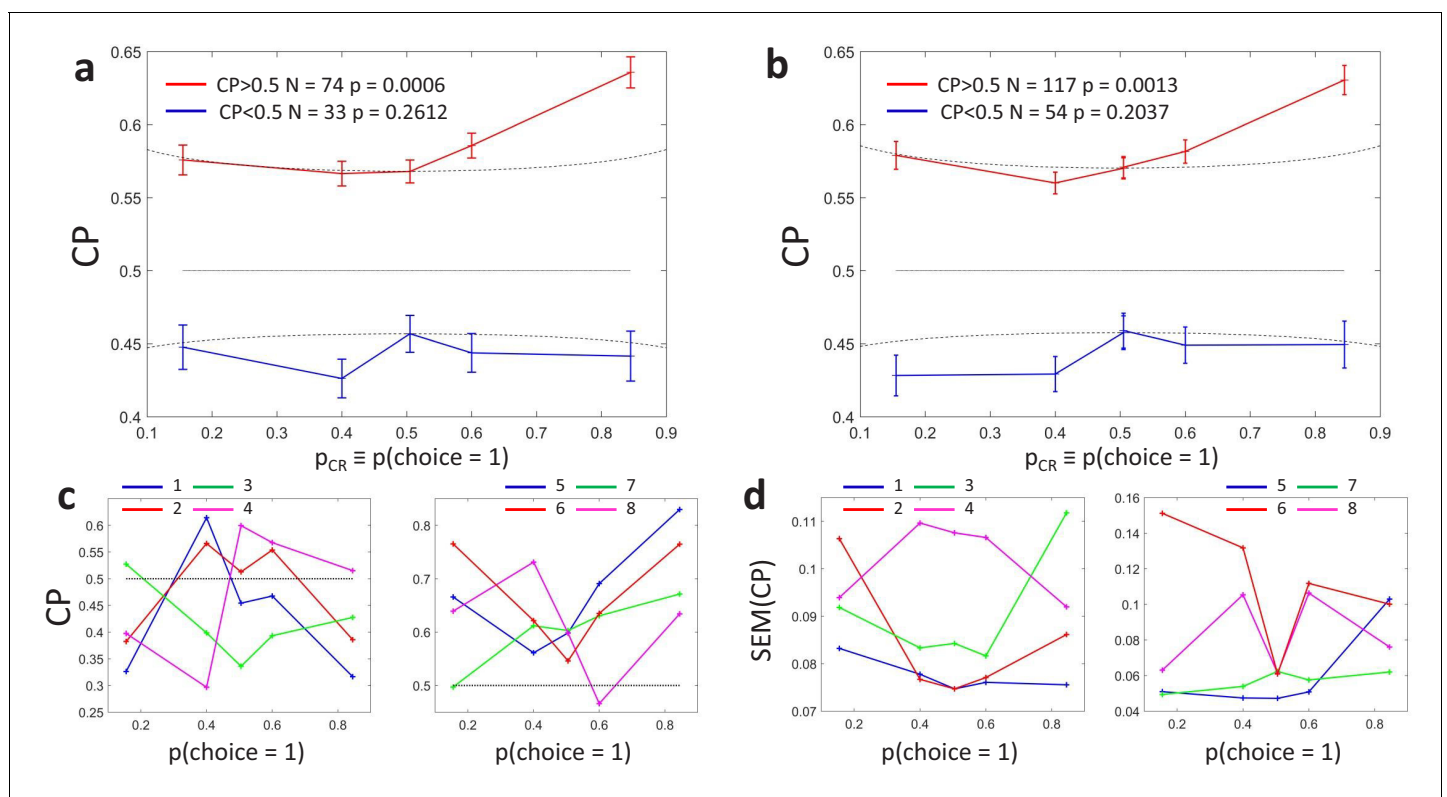 a
CP>0.5 N = 74 p = 0.0006
CP<0.5 N = 33 p = 0.2612
0.65
0.6
0.55
0.5
0.45
0.4
CP
0.1 0.2 0.3 0.4 0.5 0.6 0.7 0.8 0.9
pCR ≡ p(choice = 1)
b
CP>0.5 N = 117 p = 0.0013
CP<0.5 N = 54 p = 0.2037
0.65
0.6
0.55
0.5
0.45
0.4
CP
0.1 0.2 0.3 0.4 0.5 0.6 0.7 0.8 0.9
pCR ≡ p(choice = 1)
c
1 3
2 4
0.6
0.55
0.5
0.45
0.4
0.35
0.3
0.25
CP
0.2 0.4 0.6 0.8
p(choice = 1)
5 7
6 8
0.8
0.7
0.6
0.5
0.2 0.4 0.6 0.8
p(choice = 1)
d
1 3
2 4
0.11
0.1
0.09
0.08
0.07
SEM(CP)
0.2 0.4 0.6 0.8
p(choice = 1)
5 7
6 8
0.16
0.14
0.12
0.1
0.08
0.06
0.04
0.2 0.4 0.6 0.8
p(choice = 1)